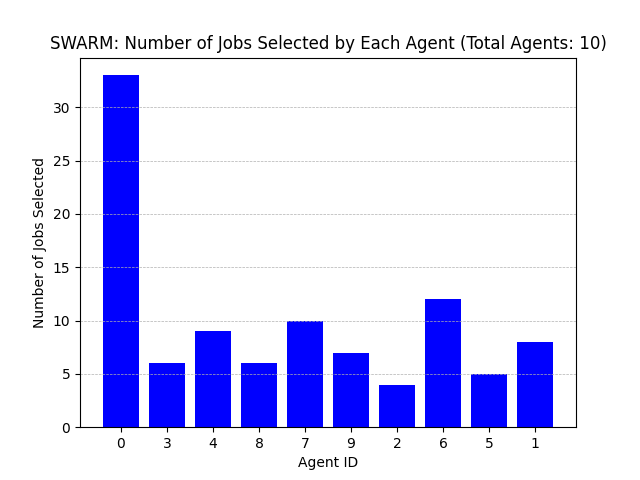 SWARM: Number of Jobs Selected by Each Agent (Total Agents: 10)
Number of Jobs Selected
30
25
20
15
10
5
0
0 3 4 8 7 9 2 6 5 1
Agent ID